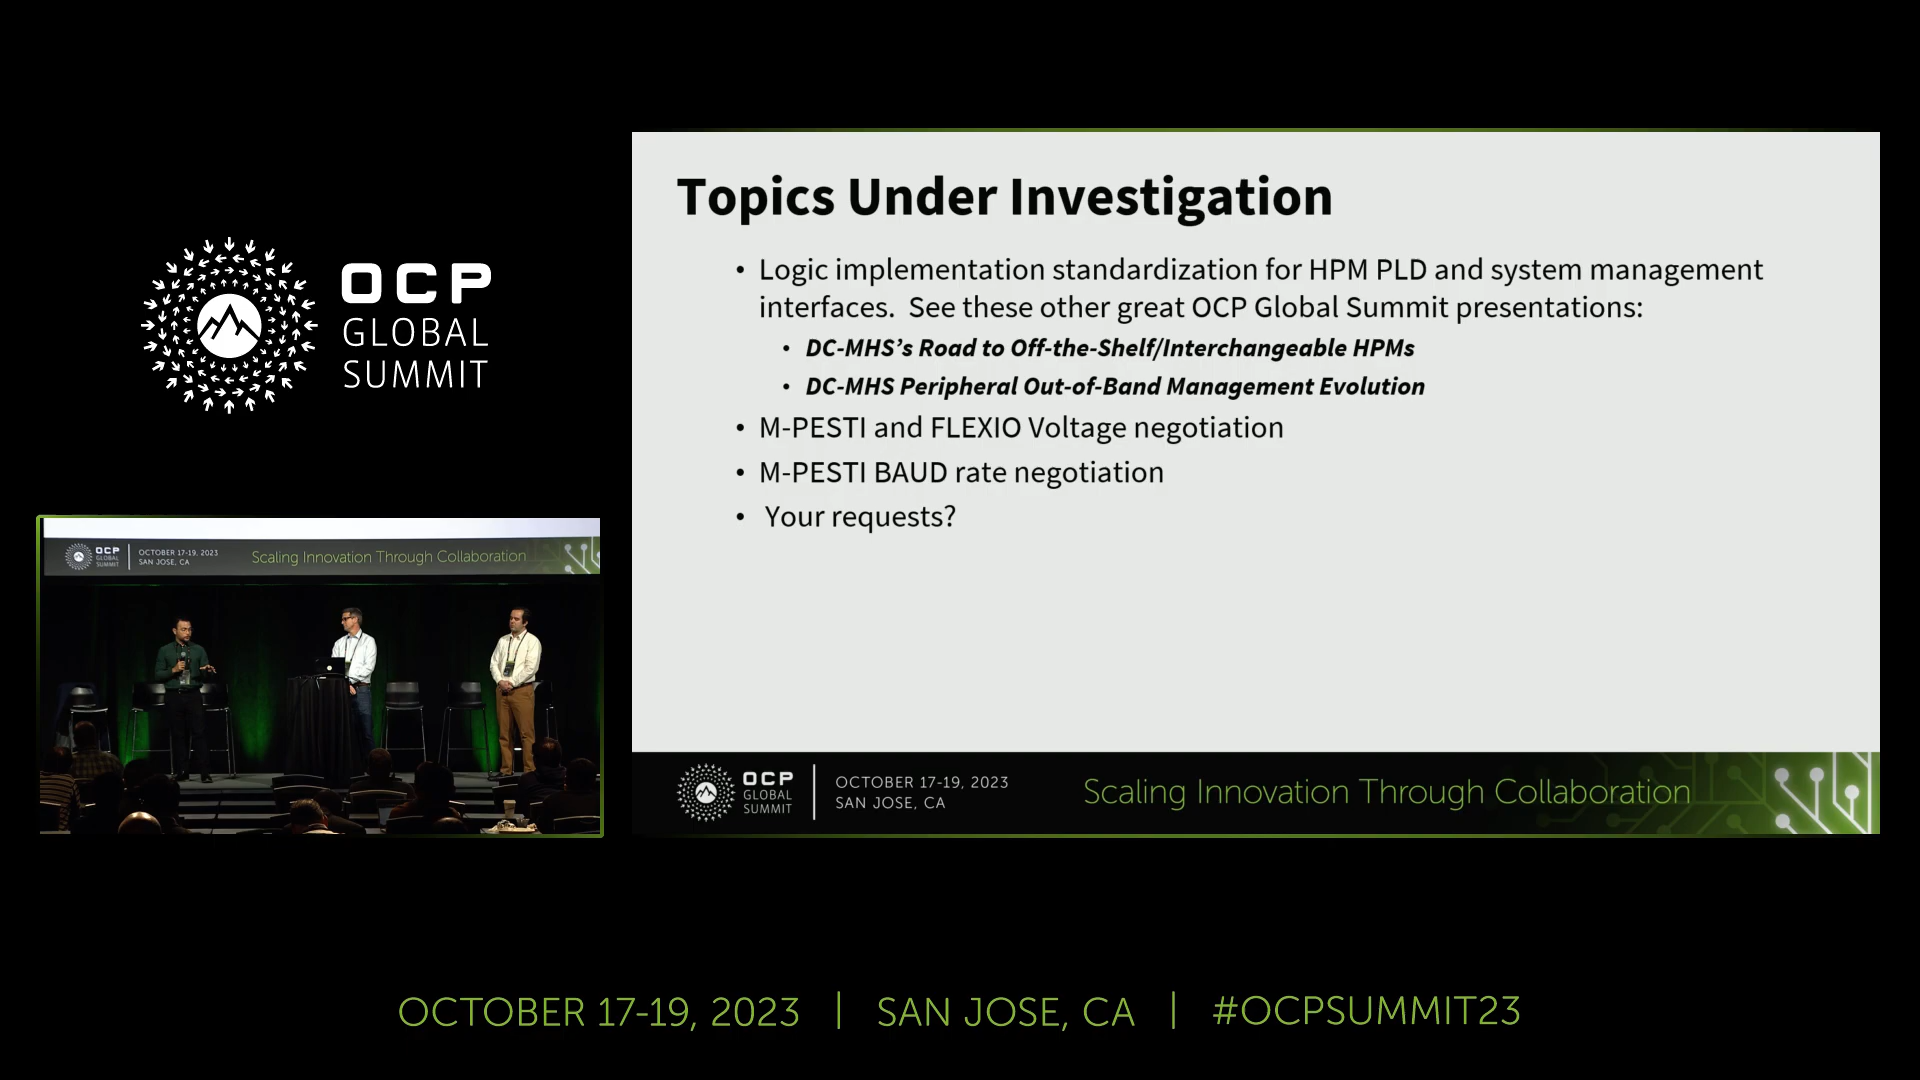 OCP
GLOBAL
SUMMIT
Topics Under Investigation
• Logic implementation standardization for HPM PLD and system management
interfaces.  See these other great OCP Global Summit presentations:
• DC-MHS’s Road to Off-the-Shelf/Interchangeable HPMs
• DC-MHS Peripheral Out-of-Band Management Evolution
• M-PESTI and FLEXIO Voltage negotiation
• M-PESTI BAUD rate negotiation
• Your requests?
OCP
GLOBAL
SUMMIT
OCTOBER 17-19, 2023
SAN JOSE, CA
Scaling Innovation Through Collaboration
OCP
GLOBAL
SUMMIT
OCTOBER 17-19, 2023
SAN JOSE, CA
Scaling Innovation Through Collaboration
OCTOBER 17-19, 2023 | SAN JOSE, CA | #OCPSUMMIT23